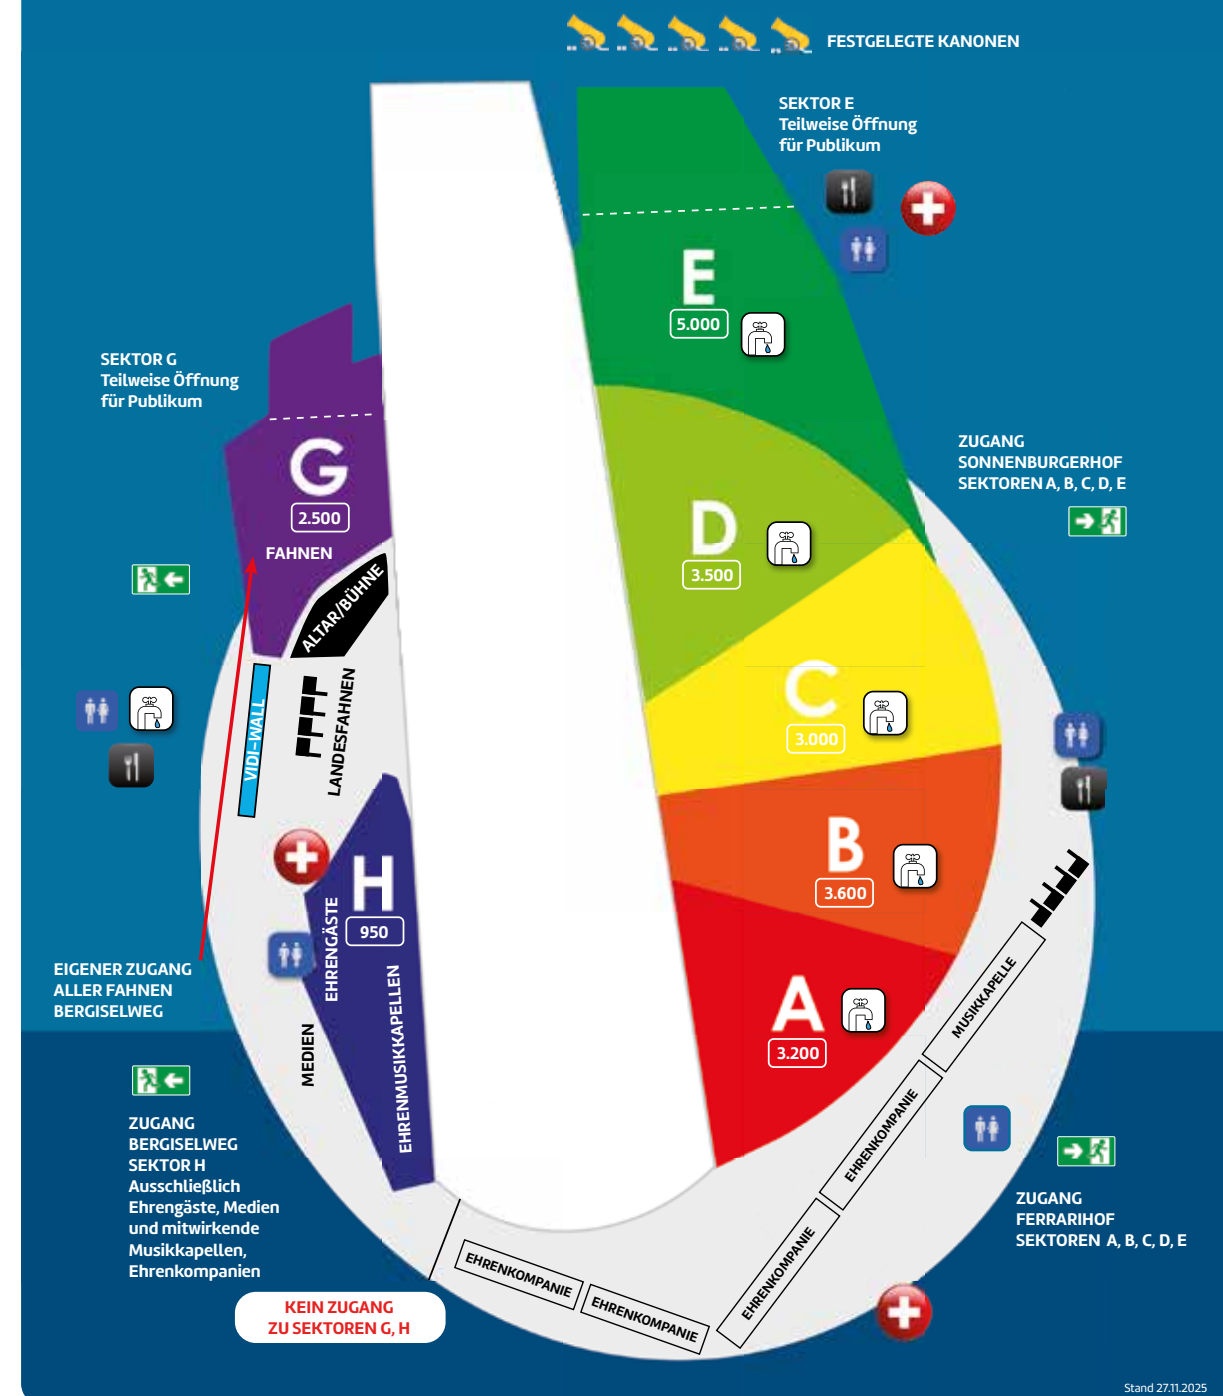 FESTGELEGTE KANONEN
SEKTOR E
Teilweise Öffnung
für Publikum
E
5.000
SEKTOR G
Teilweise Öffnung
für Publikum
G
2.500
FAHNEN
ALTAR/BÜHNE
ZUGANG
SONNENBURGERHOF
SEKTOREN A, B, C, D, E
D
3.500
C
3.000
VIDI-WALL
LANDESFAHNEN
B
3.600
H
950
EHRENGÄSTE
EHRENMUSIKKAPELLEN
MEDIEN
EIGENER ZUGANG
ALLER FAHNEN
BERGISELWEG
A
3.200
MUSIKKAPELLE
EHRENKOMPANIE
EHRENKOMPANIE
EHRENKOMPANIE
EHRENKOMPANIE
ZUGANG
BERGISELWEG
SEKTOR H
Ausschließlich
Ehrengäste, Medien
und mitwirkende
Musikkapellen,
Ehrenkompanien
ZUGANG
FERRARIHOF
SEKTOREN A, B, C, D, E
KEIN ZUGANG
ZU SEKTOREN G, H
Stand 27.11.2025